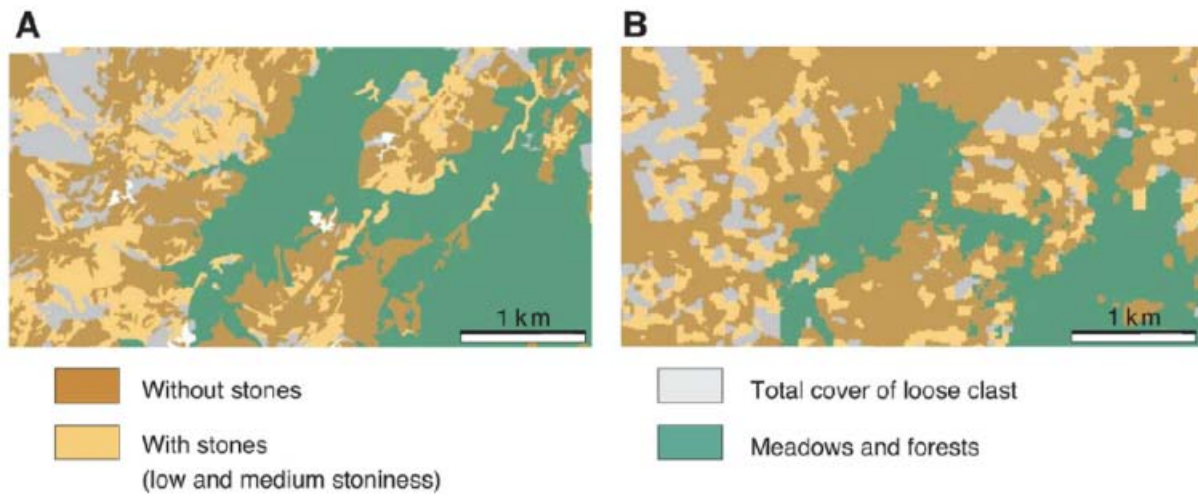 A
B
1 km
1 km
Without stones
With stones
(low and medium stoniness)
Total cover of loose clast
Meadows and forests